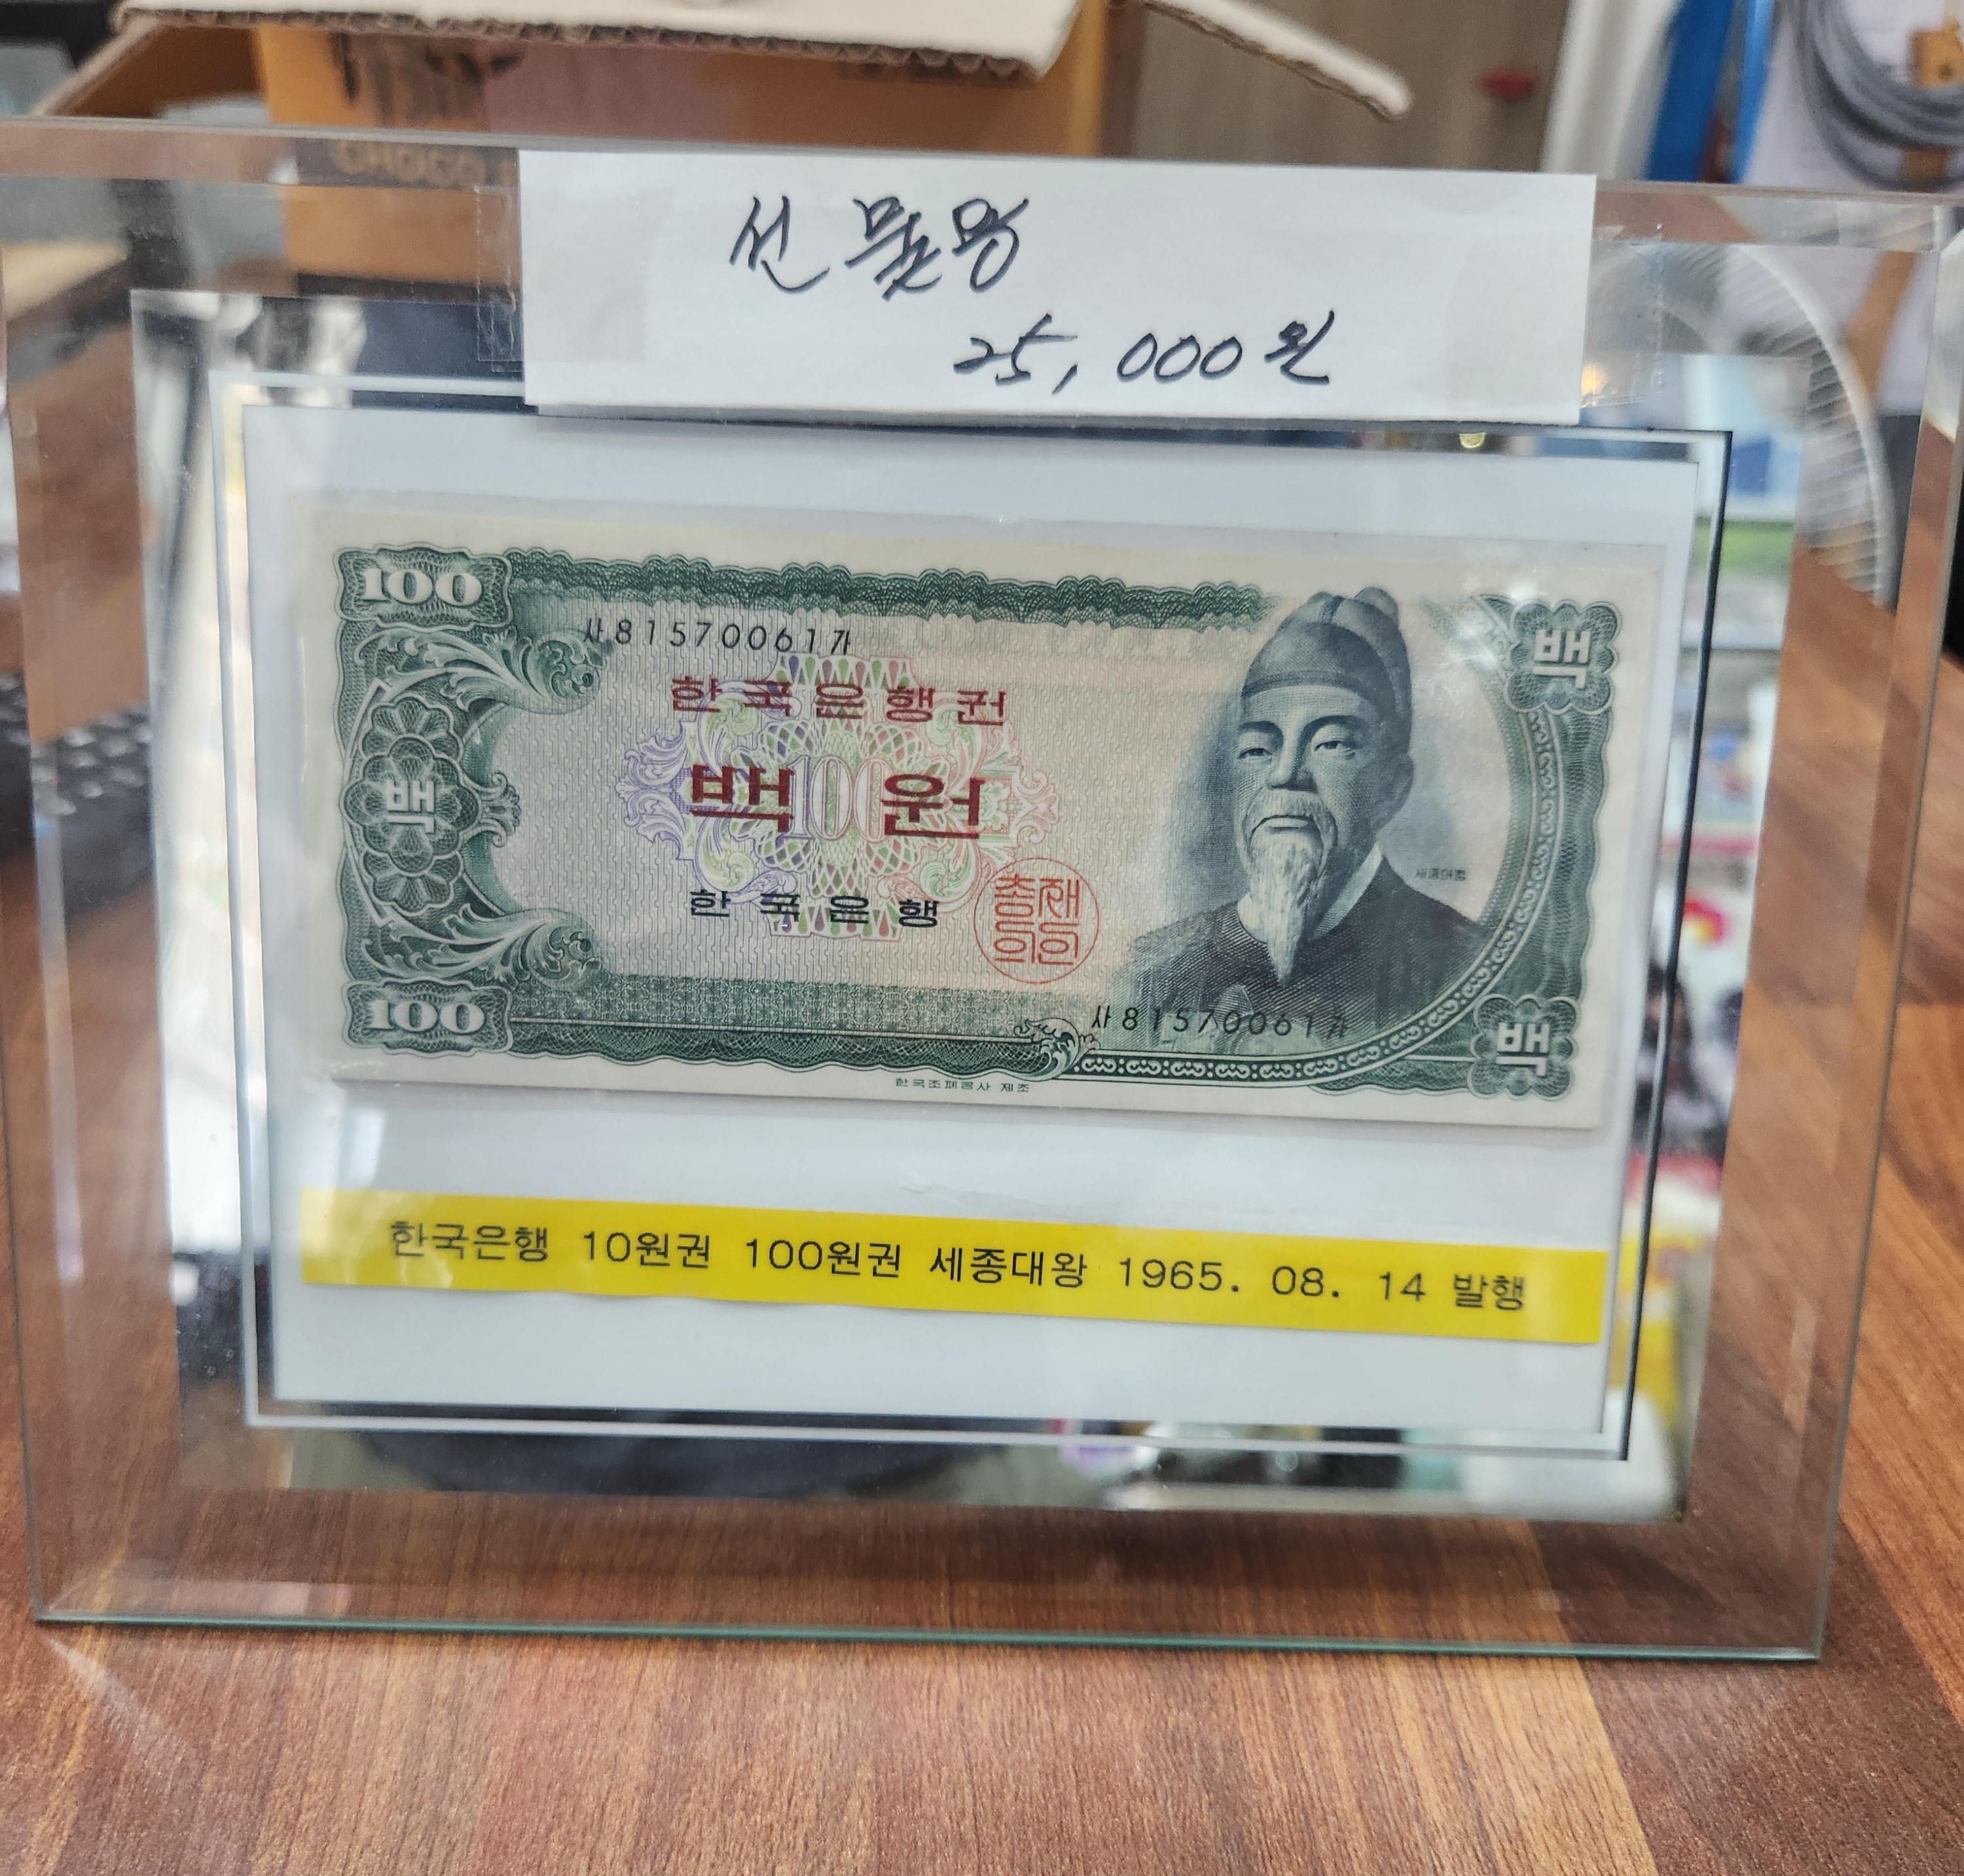 선물용
25,000원
100
사815700617가
한국은행권
백
백 100 원
백
한국은행
총재의인
세종대왕
100
사815700617가
백
한국조폐공사 제조
한국은행 10원권 100원권 세종대왕 1965. 08. 14 발행